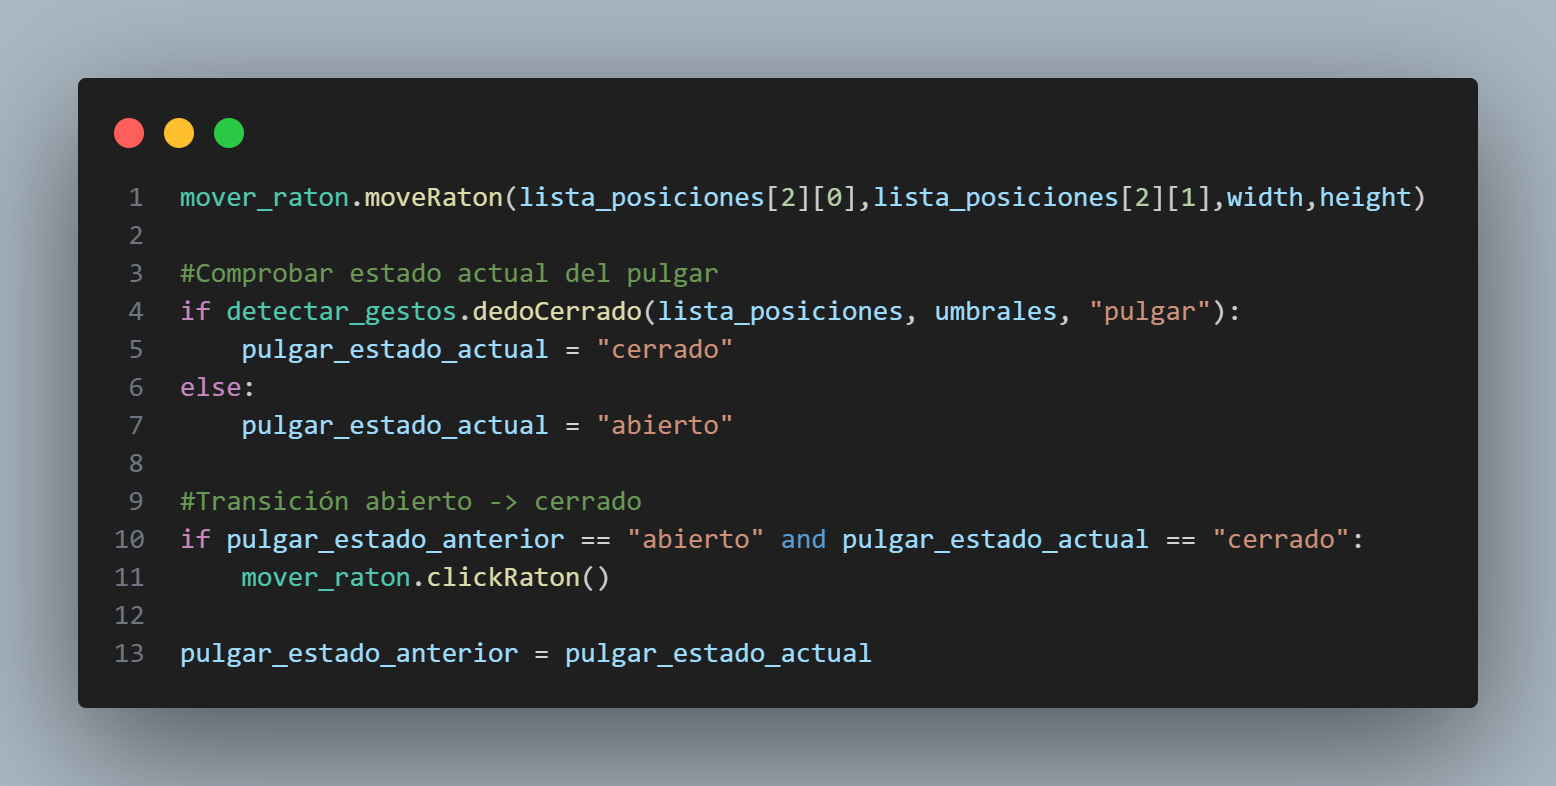 1 mover_raton.moveRaton(lista_posiciones[2][0],lista_posiciones[2][1],width,height)
2
3 #Comprobar estado actual del pulgar
4 if detectar_gestos.dedoCerrado(lista_posiciones, umbrales, "pulgar"):
5     pulgar_estado_actual = "cerrado"
6 else:
7     pulgar_estado_actual = "abierto"
8
9 #Transición abierto -> cerrado
10 if pulgar_estado_anterior == "abierto" and pulgar_estado_actual == "cerrado":
11     mover_raton.clickRaton()
12
13 pulgar_estado_anterior = pulgar_estado_actual